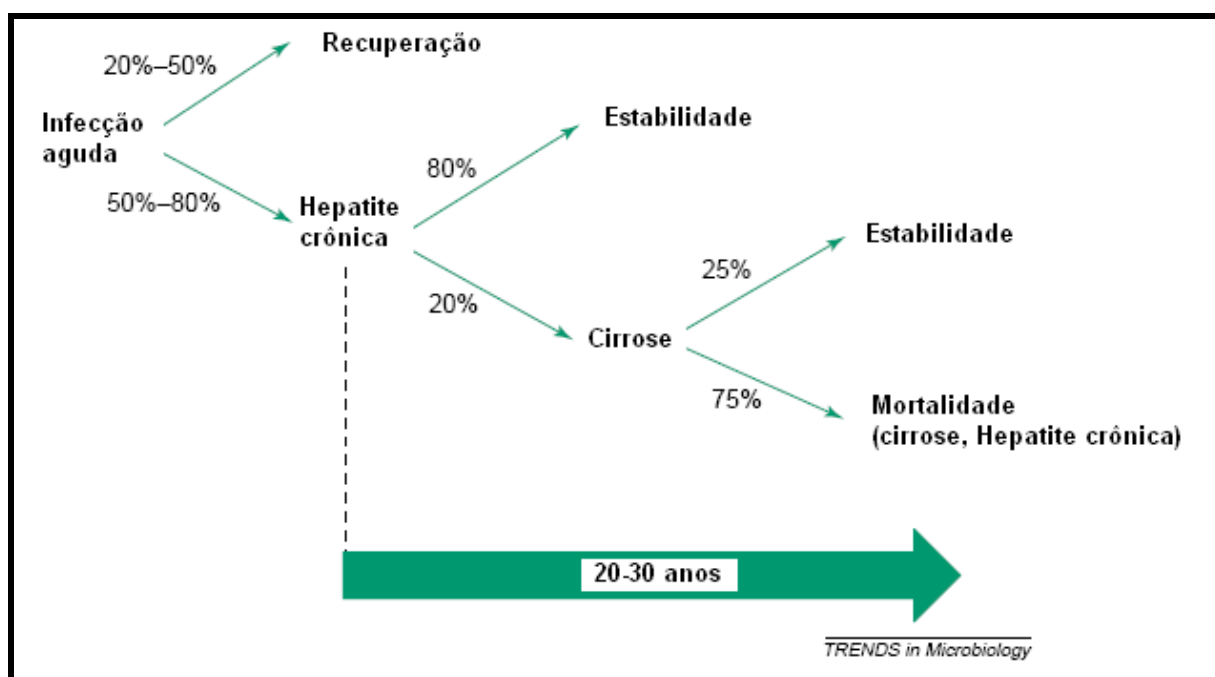 Recuperação
20%–50%
Infecção
aguda
Estabilidade
80%
50%–80%
Hepatite
crônica
Estabilidade
25%
20%
Cirrose
75%
Mortalidade
(cirrose, Hepatite crônica)
20-30 anos
TRENDS in Microbiology